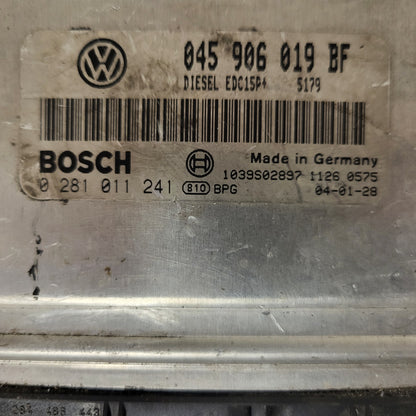 045 906 019 BF
DIESEL EDC15P+ 5179
BOSCH
Made in Germany
1039S02897 1126 0575
0 281 011 241 810 BPG 04-01-28